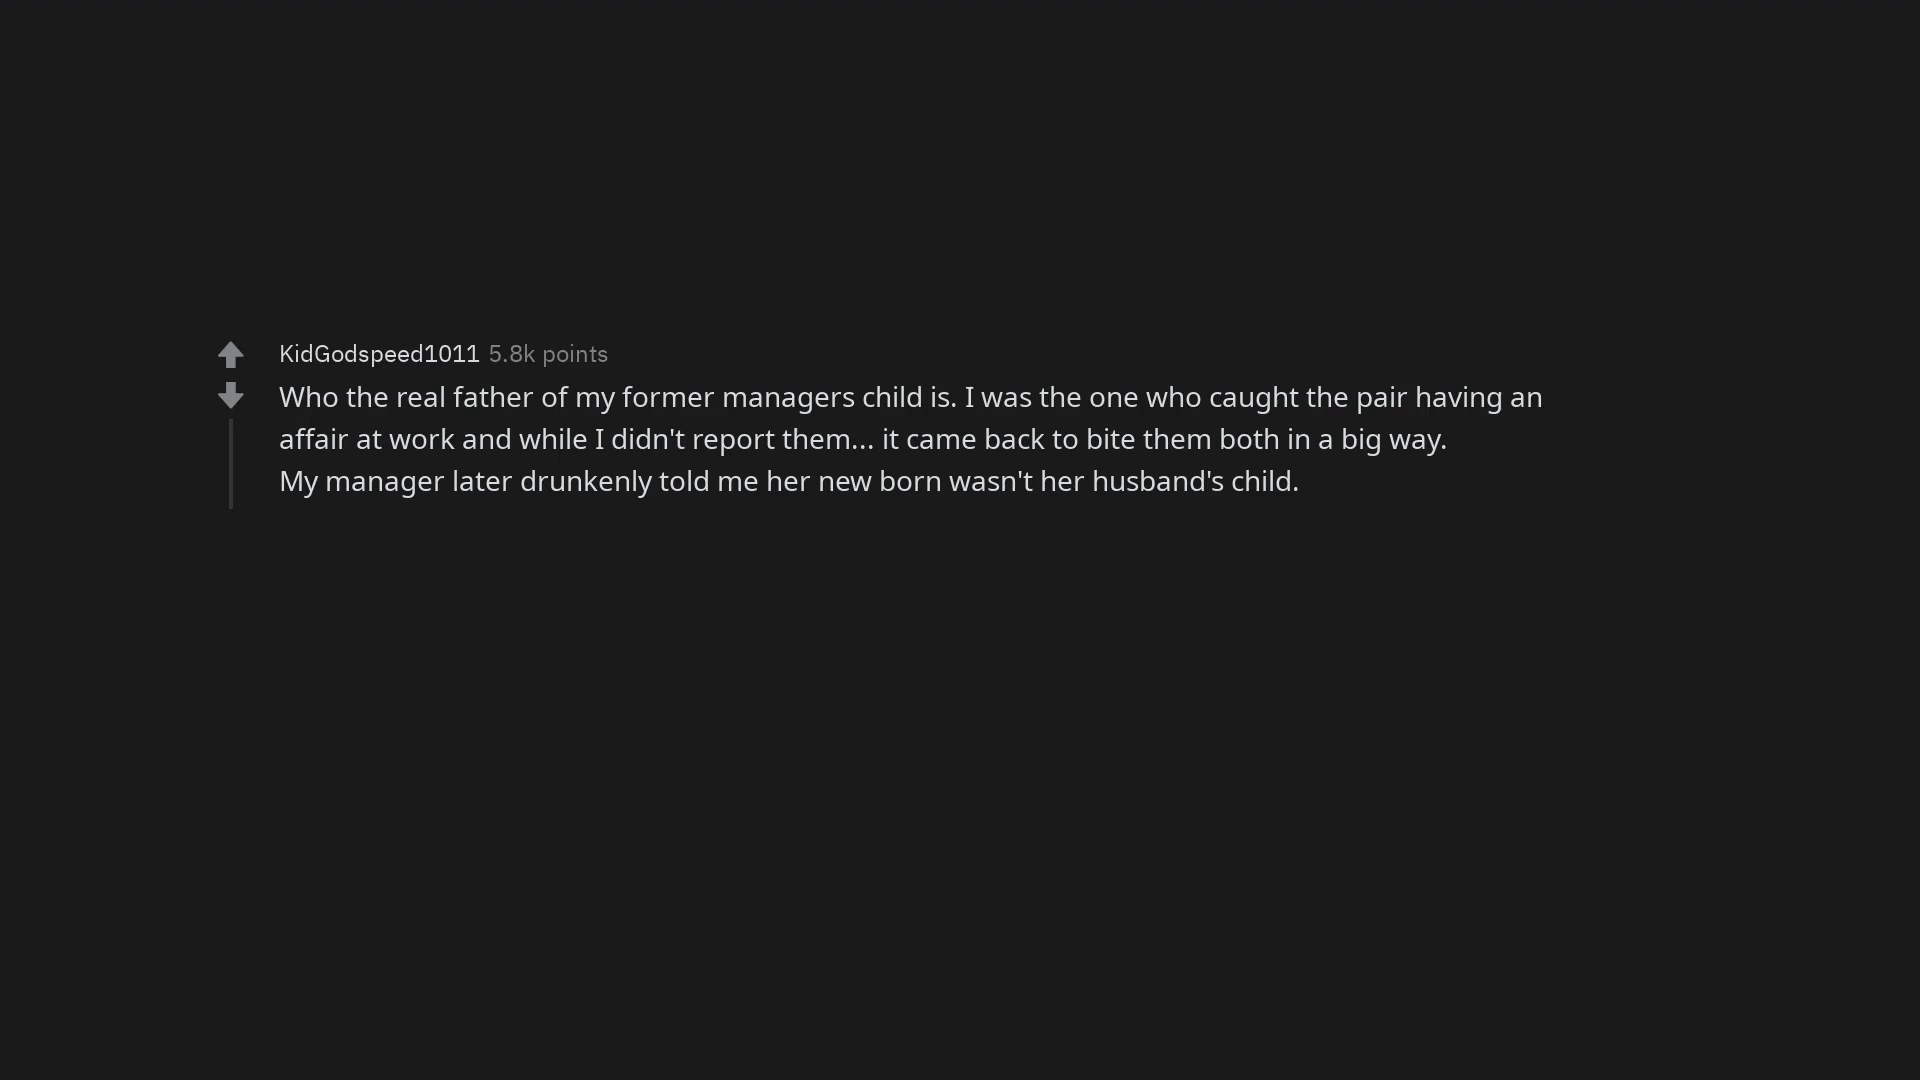 KidGodspeed1011 5.8k points
Who the real father of my former managers child is. I was the one who caught the pair having an
affair at work and while I didn't report them... it came back to bite them both in a big way.
My manager later drunkenly told me her new born wasn't her husband's child.